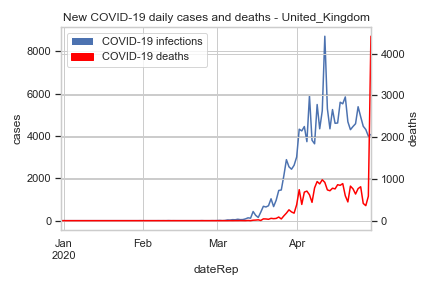 New COVID-19 daily cases and deaths - United_Kingdom
COVID-19 infections
COVID-19 deaths
8000
6000
4000
2000
0
cases
4000
3000
2000
1000
0
deaths
Jan
2020
Feb
Mar
Apr
dateRep